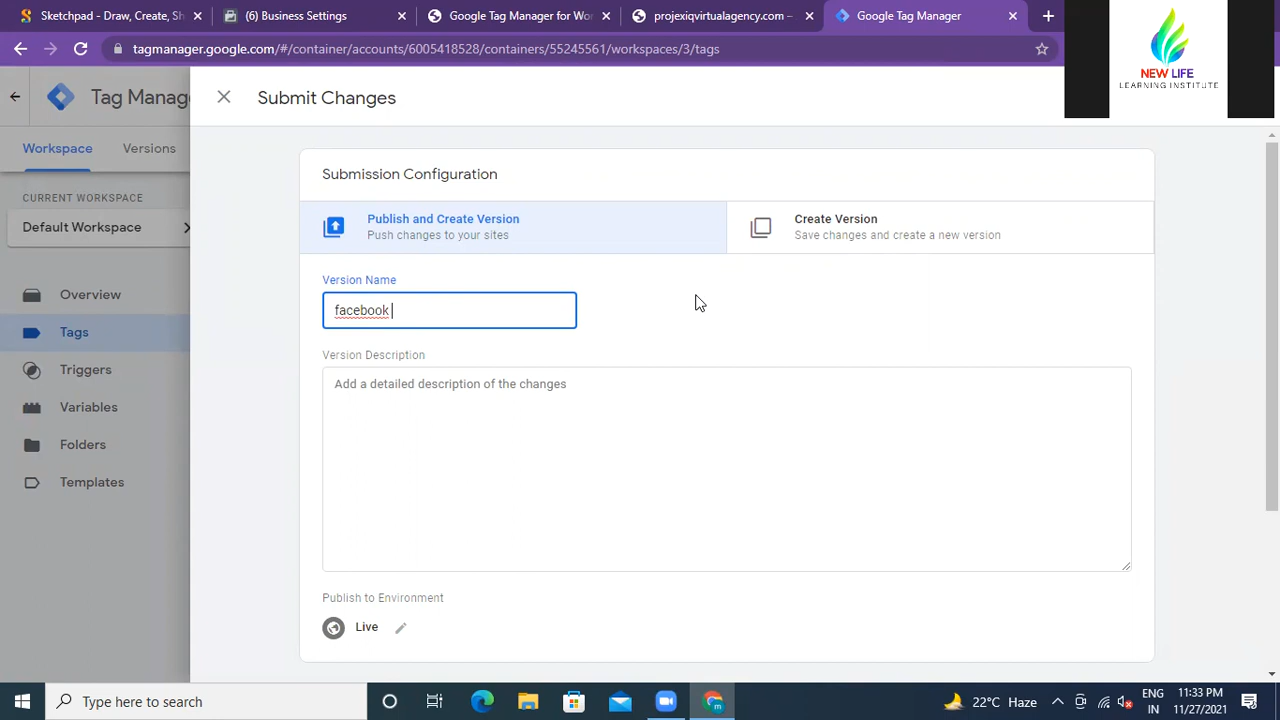 Sketchpad - Draw, Create, Sh
(6) Business Settings
Google Tag Manager for Wo
projexiqvirtualagency.com –
Google Tag Manager
tagmanager.google.com/#/container/accounts/6005418528/containers/55245561/workspaces/3/tags
NEW LIFE
LEARNING INSTITUTE
Tag Mana
Submit Changes
Workspace
Versions
Submission Configuration
CURRENT WORKSPACE
Default Workspace
Publish and Create Version
Push changes to your sites
Create Version
Save changes and create a new version
Version Name
facebook
Overview
Tags
Triggers
Variables
Folders
Templates
Version Description
Add a detailed description of the changes
Publish to Environment
Live
Type here to search
22°C Haze
ENG
IN
11:33 PM
11/27/2021